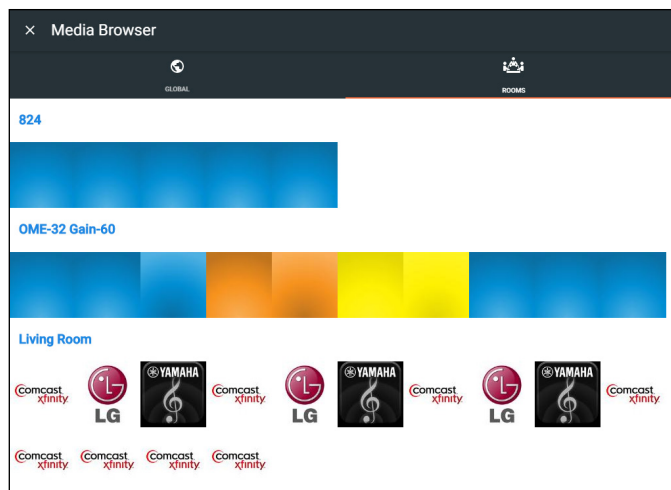 × Media Browser
GLOBAL
ROOMS
824
OME-32 Gain-60
Living Room
Comcast xfinity
LG
YAMAHA
Comcast xfinity
LG
YAMAHA
Comcast xfinity
LG
YAMAHA
Comcast xfinity
Comcast xfinity
Comcast xfinity
Comcast xfinity
Comcast xfinity